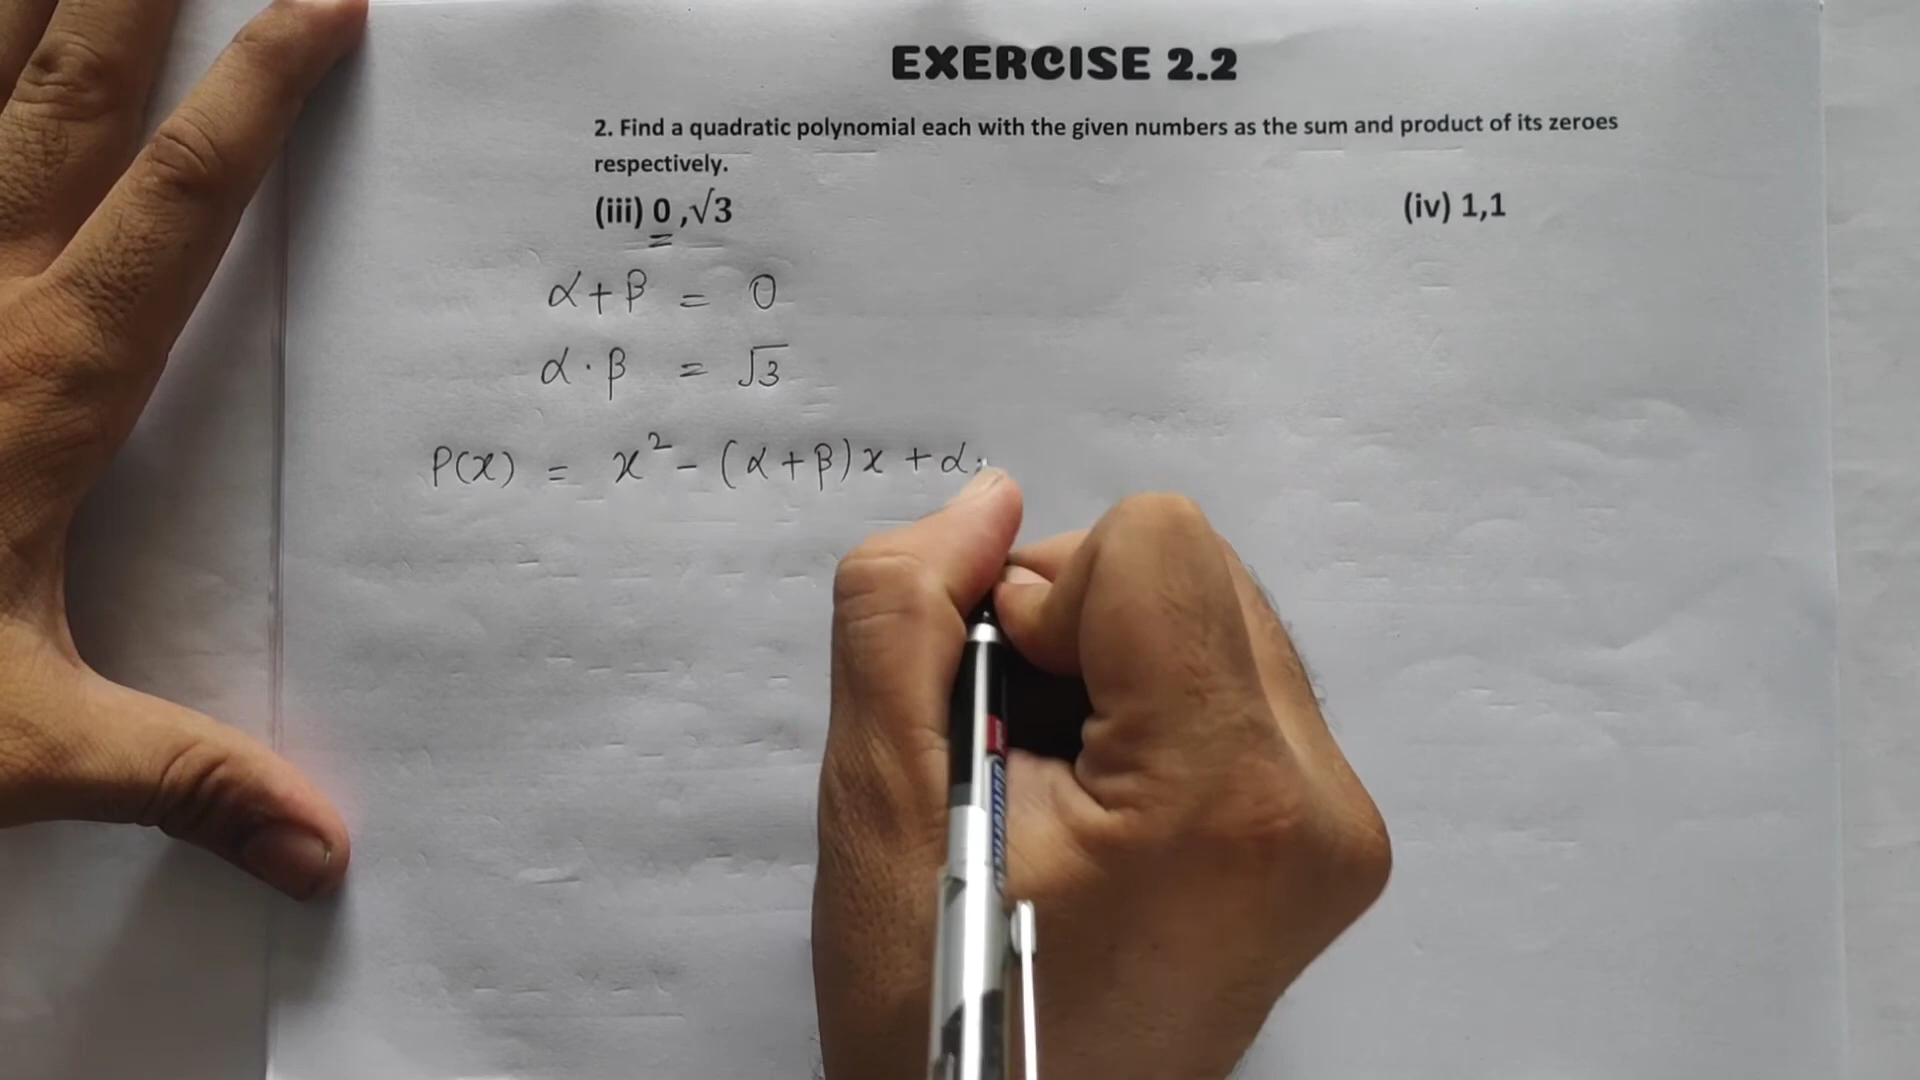 EXERCISE 2.2
2. Find a quadratic polynomial each with the given numbers as the sum and product of its zeroes
respectively.
(iii) 0 ,√3
(iv) 1,1
α + β = 0
α · β = √3
P(x) = x² - (α + β)x + α.